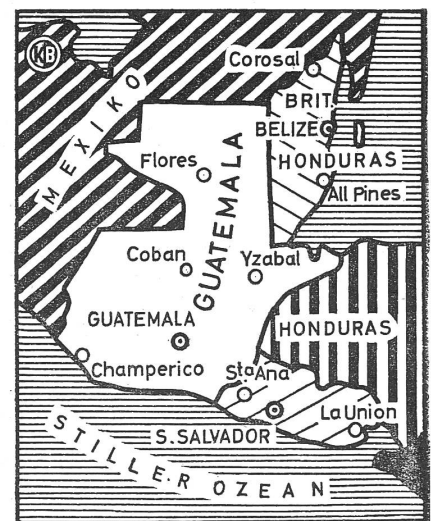 KB
Corosal
MEXIKO
BRIT.
BELIZE
HONDURAS
Flores
All Pines
GUATEMALA
Coban
Yzabal
GUATEMALA
HONDURAS
Champerico
Sta Ana
La Union
S. SALVADOR
STILLER OZEAN